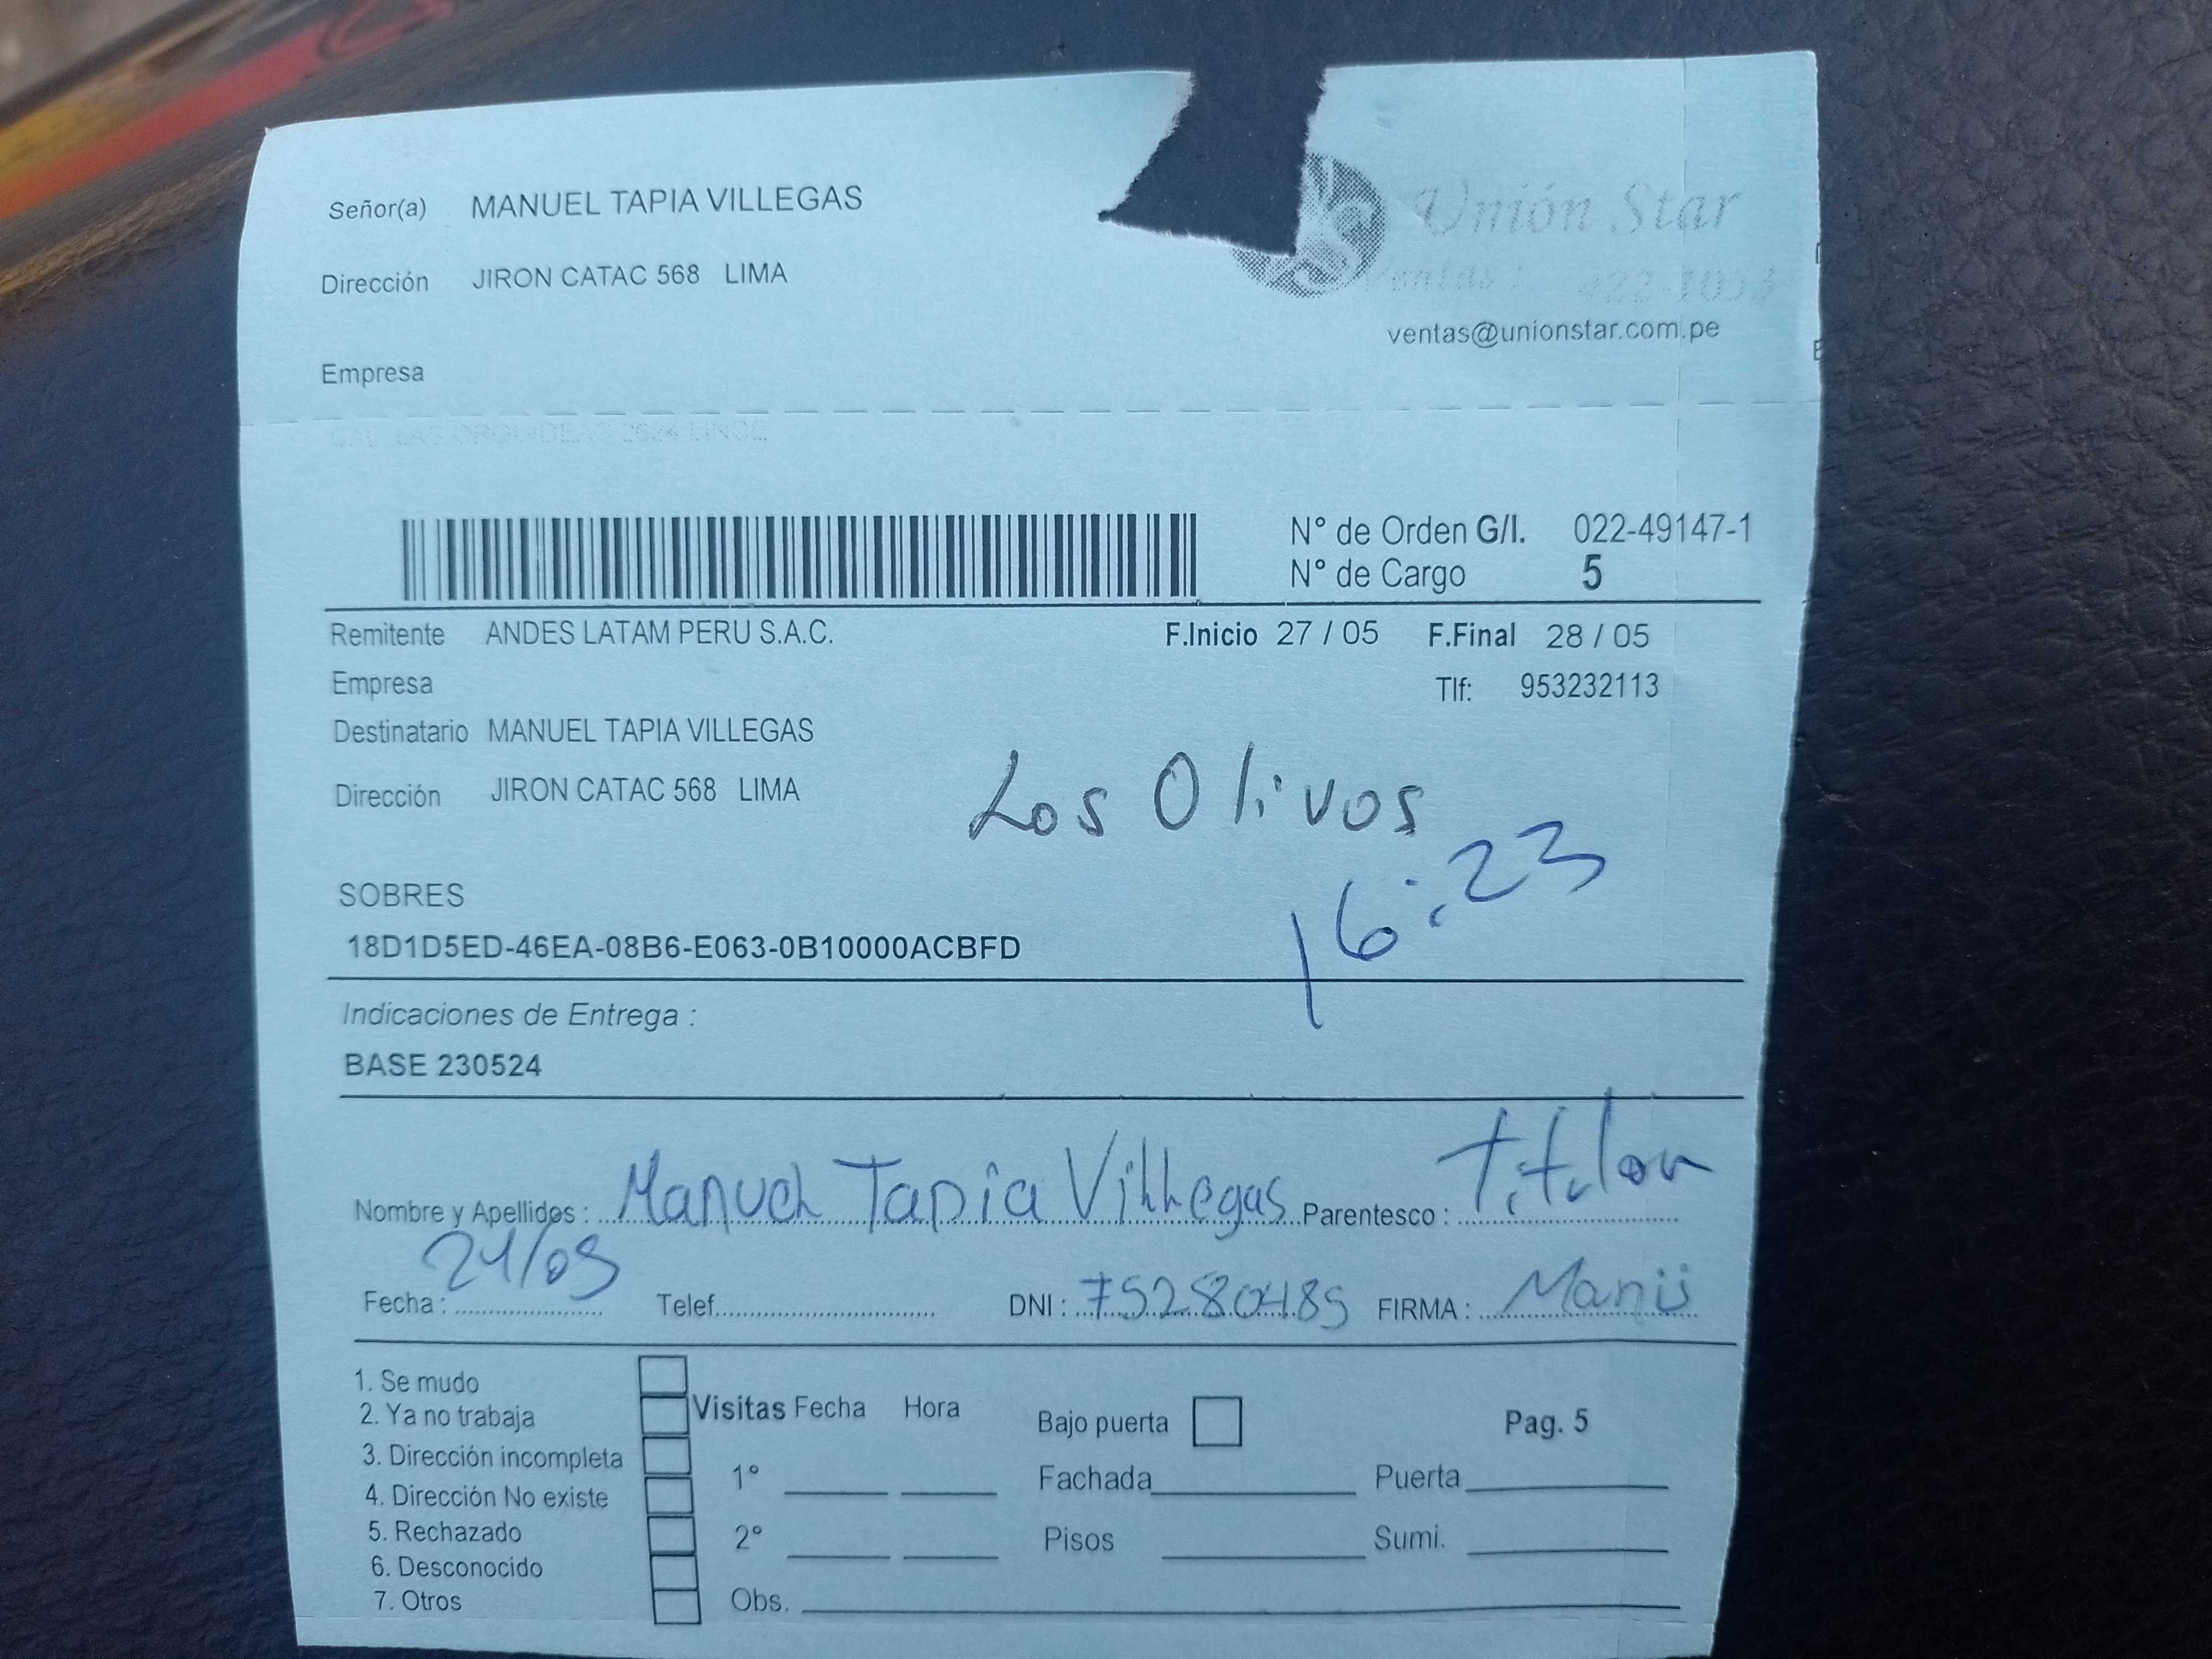 Señor(a) MANUEL TAPIA VILLEGAS
Unión Star
Dirección JIRON CATAC 568 LIMA
Ventas : 422-1053
ventas@unionstar.com.pe
Empresa
N° de Orden G/I. 022-49147-1
N° de Cargo 5
Remitente ANDES LATAM PERU S.A.C. F.Inicio 27 / 05 F.Final 28 / 05
Empresa Tlf: 953232113
Destinatario MANUEL TAPIA VILLEGAS
Dirección JIRON CATAC 568 LIMA Los Olivos
16:23
SOBRES
18D1D5ED-46EA-08B6-E063-0B10000ACBFD
Indicaciones de Entrega :
BASE 230524
Nombre y Apellidos : Manuel Tapia Villegas Parentesco : Titular
Fecha : Telef. DNI : 75280485 FIRMA :
1. Se mudo
2. Ya no trabaja Visitas Fecha Hora Bajo puerta Pag. 5
3. Dirección incompleta
4. Dirección No existe 1° Fachada Puerta
5. Rechazado 2° Pisos Sumi.
6. Desconocido
7. Otros Obs.